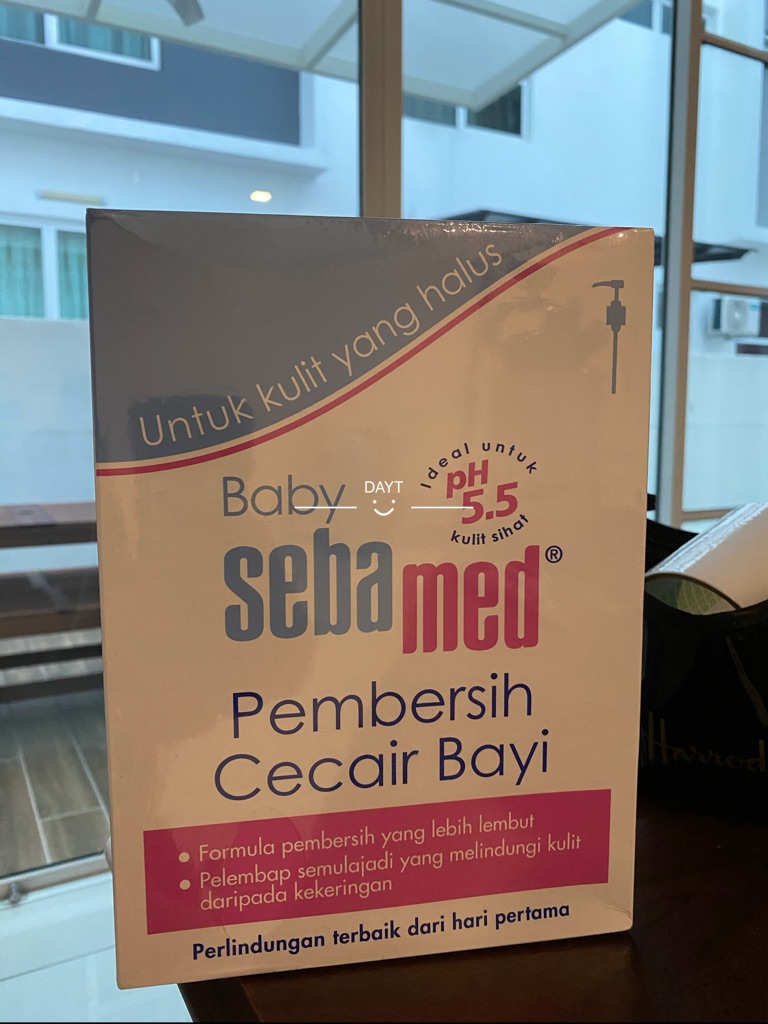 Untuk kulit yang halus
Ideal untuk
pH
5.5
kulit sihat
Baby
DAYT
sebamed®
Pembersih
Cecair Bayi
• Formula pembersih yang lebih lembut
• Pelembap semulajadi yang melindungi kulit
daripada kekeringan
Perlindungan terbaik dari hari pertama
Harrod